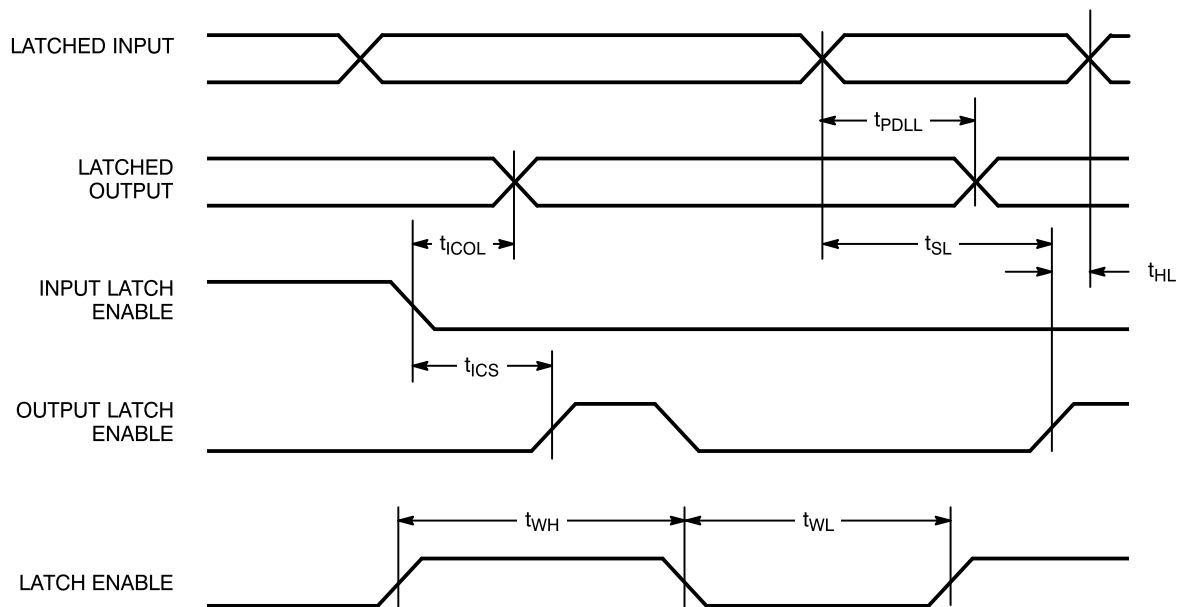 LATCHED INPUT
tPDLL
LATCHED
OUTPUT
tICOL
tSL
tHL
INPUT LATCH
ENABLE
tICS
OUTPUT LATCH
ENABLE
tWH
tWL
LATCH ENABLE